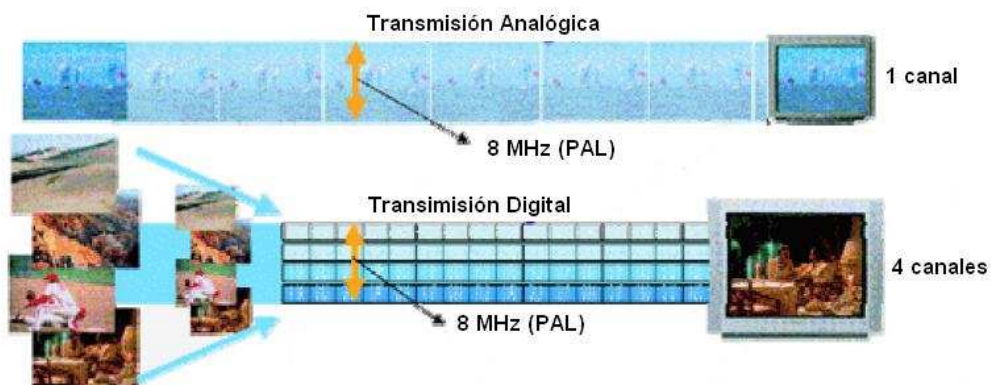 Transmisión Analógica
1 canal
8 MHz (PAL)
Transimisión Digital
4 canales
8 MHz (PAL)